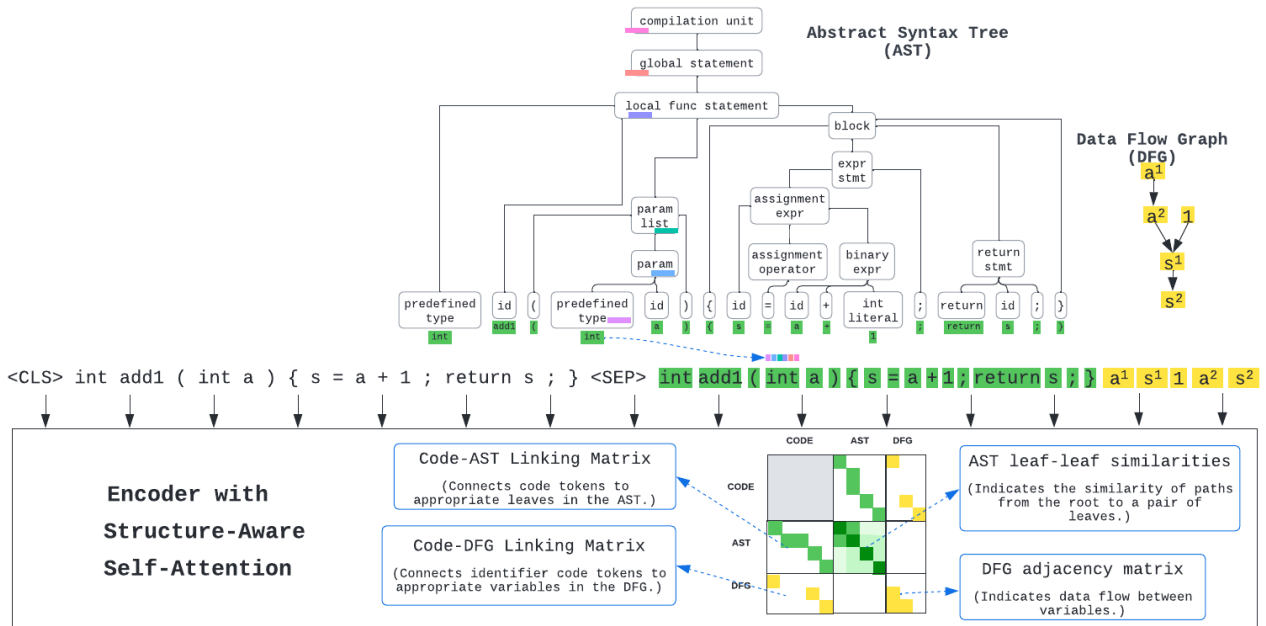 compilation unit
Abstract Syntax Tree
(AST)
global statement
local func statement
block
Data Flow Graph
(DFG)
expr
stmt
a1
assignment
expr
param
list
a2 1
assignment
operator
binary
expr
return
stmt
param
s1
s2
predefined
type
id
(
predefined
type
id
)
{
id
=
id
+
int
literal
;
return
id
;
}
int add1 ( int a ) { s = a + 1 ; return s ; }
<CLS> int add1 ( int a ) { s = a + 1 ; return s ; } <SEP> int add1 ( int a ) { s = a + 1 ; return s ; } a1 s1 1 a2 s2
Encoder with
Structure-Aware
Self-Attention
Code-AST Linking Matrix
(Connects code tokens to
appropriate leaves in the AST.)
Code-DFG Linking Matrix
(Connects identifier code tokens to
appropriate variables in the DFG.)
CODE AST DFG
CODE
AST
DFG
AST leaf-leaf similarities
(Indicates the similarity of paths
from the root to a pair of
leaves.)
DFG adjacency matrix
(Indicates data flow between
variables.)